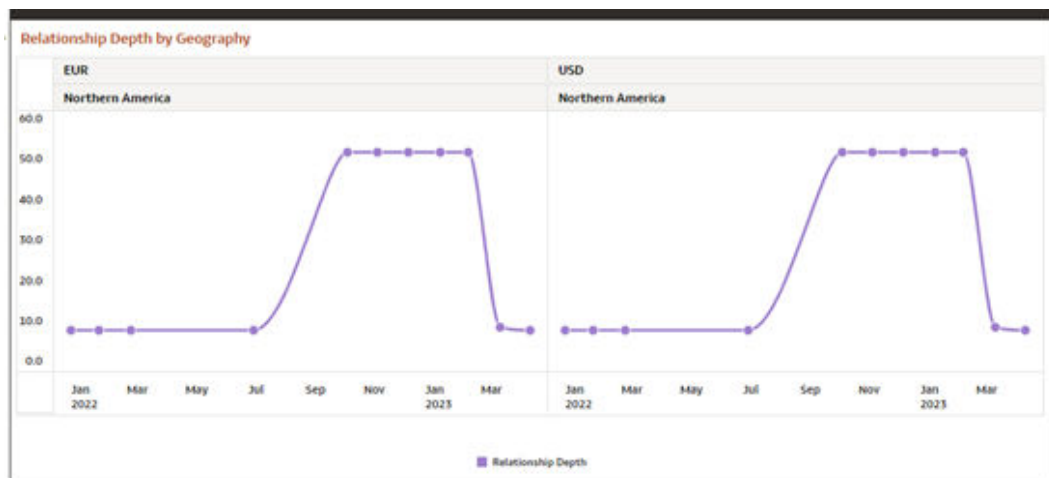 Relationship Depth by Geography
EUR USD
Northern America Northern America
60.0
50.0
40.0
30.0
20.0
10.0
0.0
Jan Mar May Jul Sep Nov Jan Mar Jan Mar May Jul Sep Nov Jan Mar
2022 2023 2022 2023
Relationship Depth